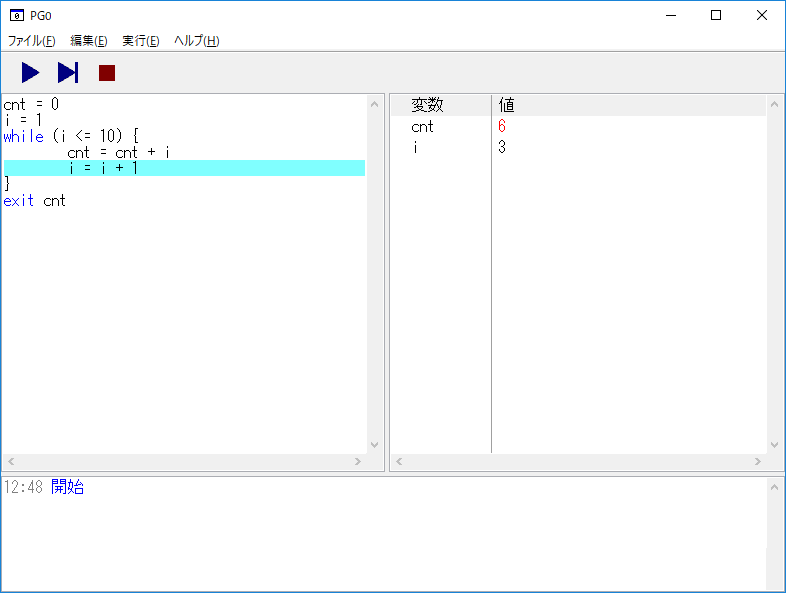 PG0
ファイル(F) 編集(E) 実行(E) ヘルプ(H)
cnt = 0
i = 1
while (i <= 10) {
cnt = cnt + i
i = i + 1
}
exit cnt
変数 値
cnt 6
i 3
12:48 開始